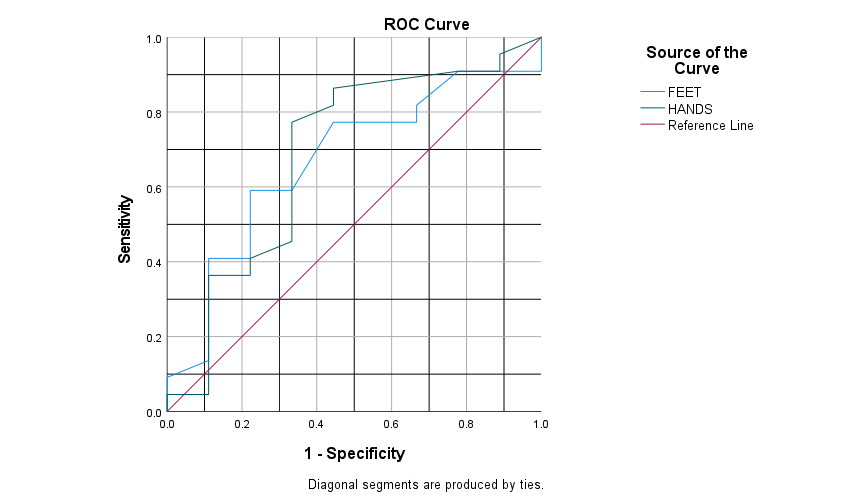 ROC Curve
Source of the
Curve
FEET
HANDS
Reference Line
Sensitivity
1.0
0.8
0.6
0.4
0.2
0.0
0.0 0.2 0.4 0.6 0.8 1.0
1 - Specificity
Diagonal segments are produced by ties.